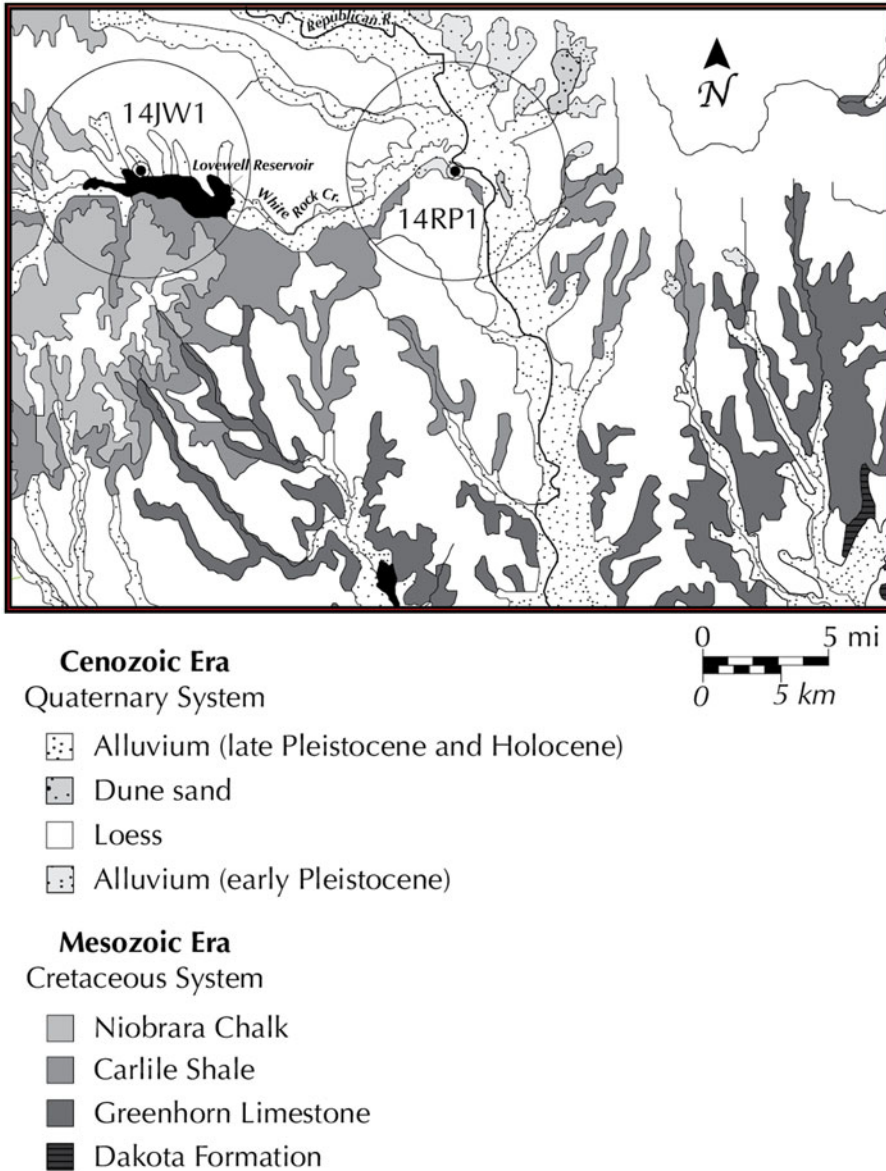 Republican R.
N
14JW1
Lovewell Reservoir
White Rock Cr.
14RP1
0 5 mi
0 5 km
Cenozoic Era
Quaternary System
Alluvium (late Pleistocene and Holocene)
Dune sand
Loess
Alluvium (early Pleistocene)
Mesozoic Era
Cretaceous System
Niobrara Chalk
Carlile Shale
Greenhorn Limestone
Dakota Formation